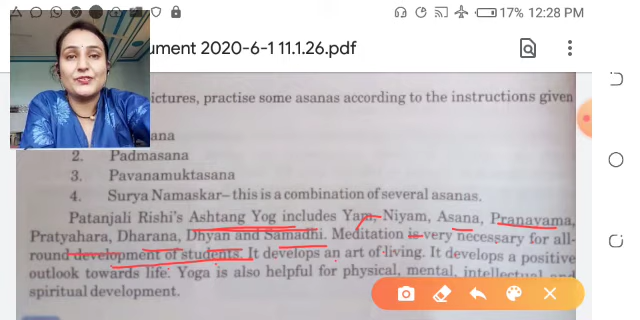 17% 12:28 PM
ument 2020-6-1 11.1.26.pdf
ictures, practise some asanas according to the instructions given
ana
2. Padmasana
3. Pavanamuktasana
4. Surya Namaskar– this is a combination of several asanas.
Patanjali Rishi's Ashtang Yog includes Yam, Niyam, Asana, Pranayama,
Pratyahara, Dharana, Dhyan and Samadhi. Meditation is very necessary for all-
round development of students. It develops an art of living. It develops a positive
outlook towards life. Yoga is also helpful for physical, mental, intellectual and
spiritual development.